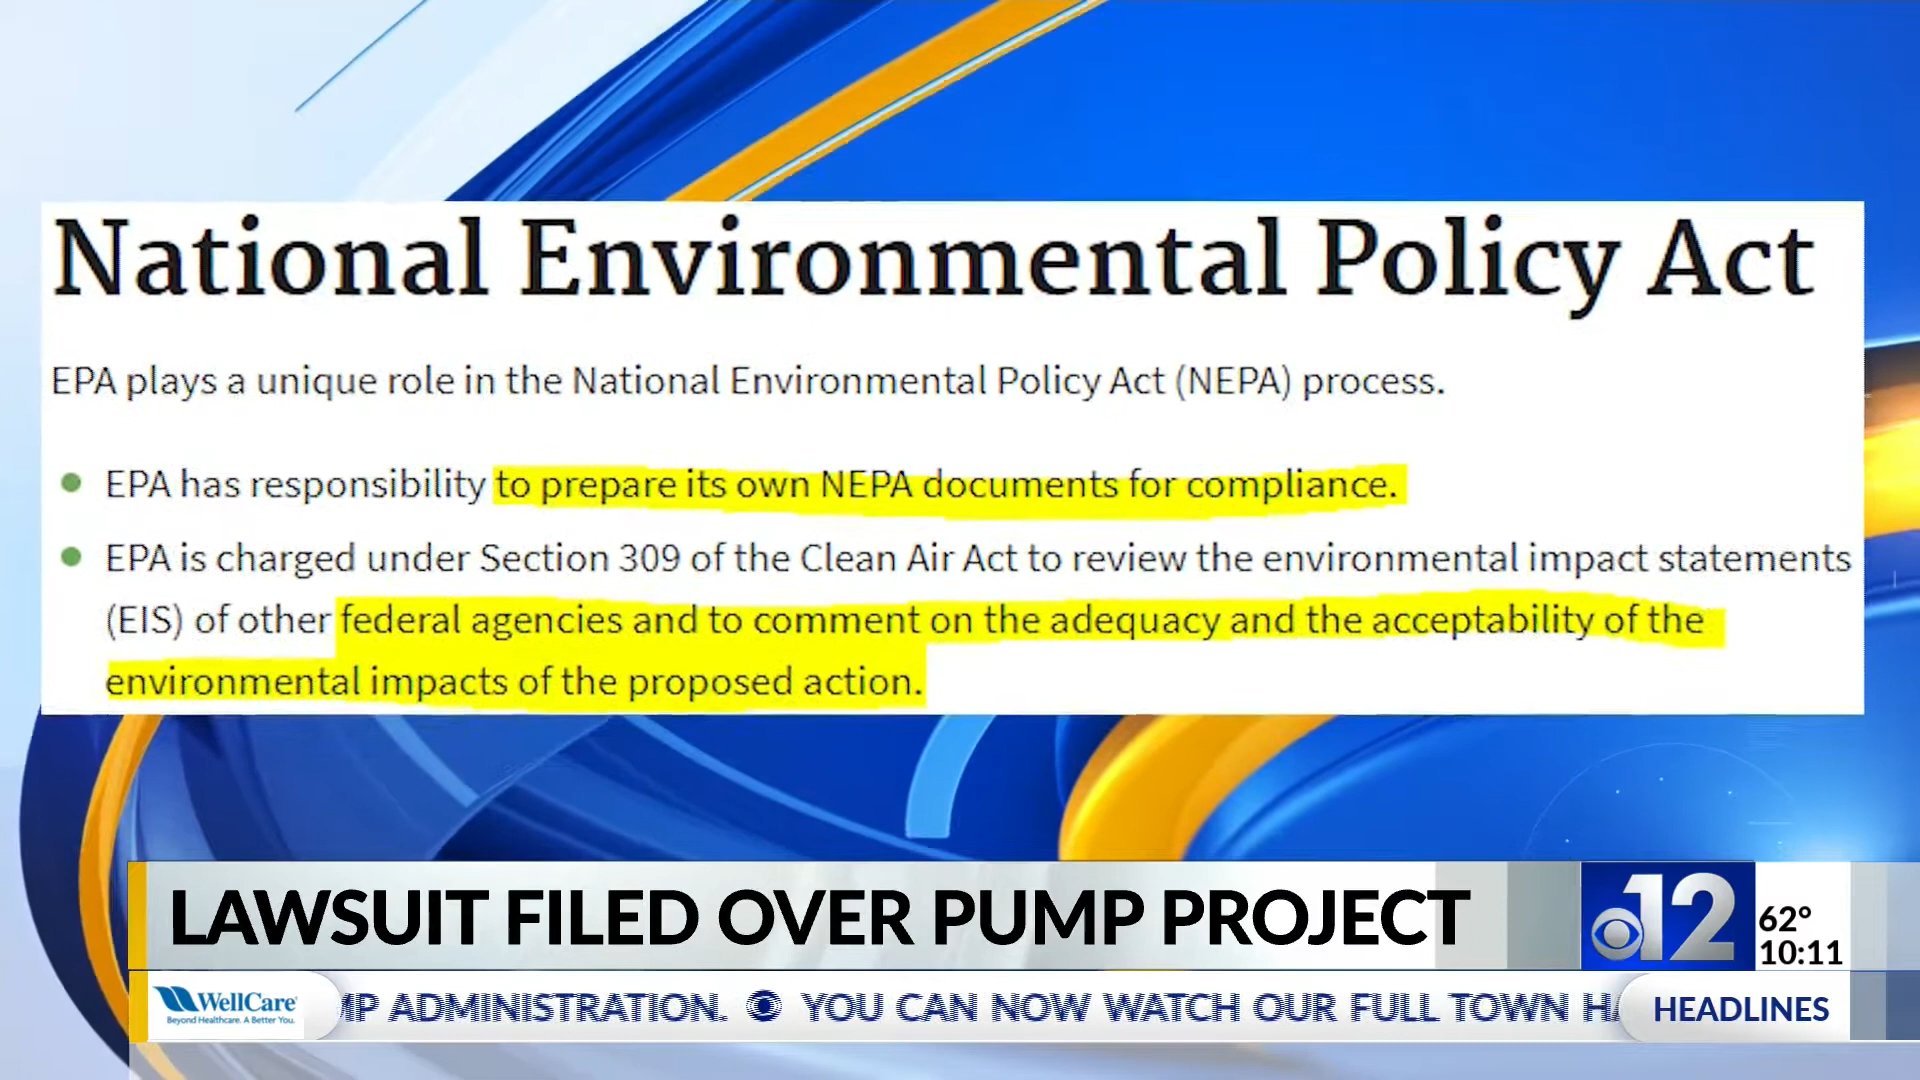 National Environmental Policy Act
EPA plays a unique role in the National Environmental Policy Act (NEPA) process.
EPA has responsibility to prepare its own NEPA documents for compliance.
EPA is charged under Section 309 of the Clean Air Act to review the environmental impact statements
(EIS) of other federal agencies and to comment on the adequacy and the acceptability of the
environmental impacts of the proposed action.
LAWSUIT FILED OVER PUMP PROJECT
12
62°
10:11
WellCare
Beyond Healthcare. A Better You.
MP ADMINISTRATION. YOU CAN NOW WATCH OUR FULL TOWN HA
HEADLINES